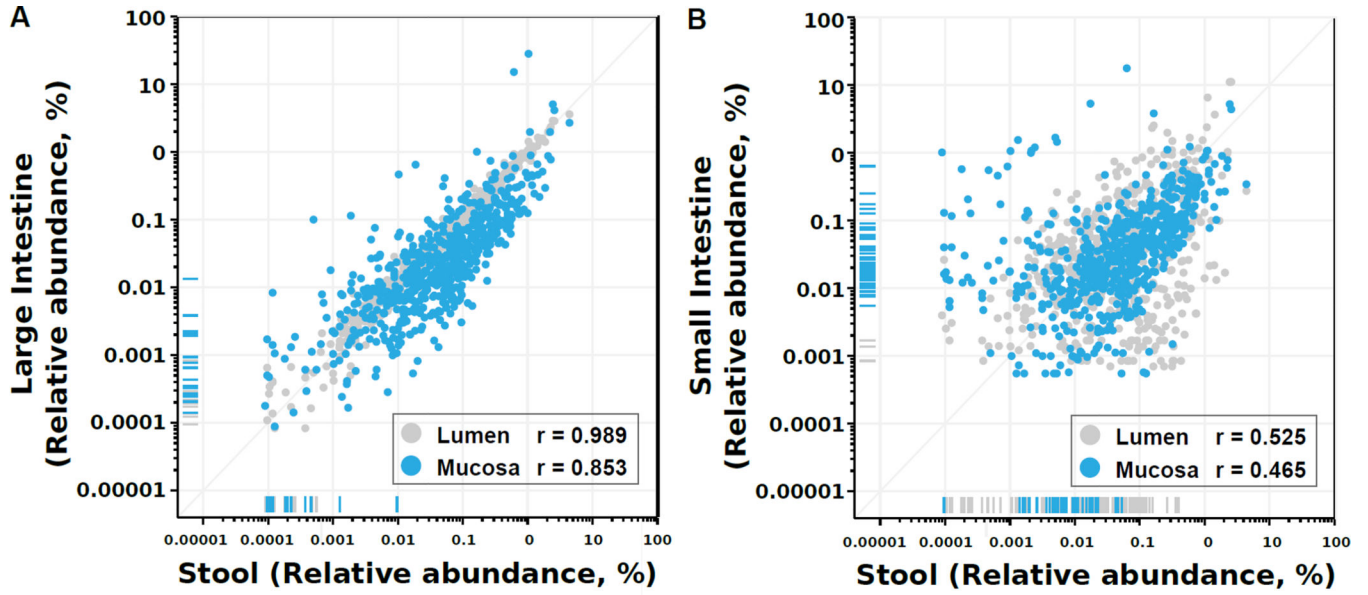 A
Large Intestine
(Relative abundance, %)
100
10
0
0.1
0.01
0.001
0.0001
0.00001
Lumen r = 0.989
Mucosa r = 0.853
0.00001 0.0001 0.001 0.01 0.1 0 10 100
Stool (Relative abundance, %)
B
Small Intestine
(Relative abundance, %)
100
10
0
0.1
0.01
0.001
0.0001
0.00001
Lumen r = 0.525
Mucosa r = 0.465
0.00001 0.0001 0.001 0.01 0.1 0 10 100
Stool (Relative abundance, %)